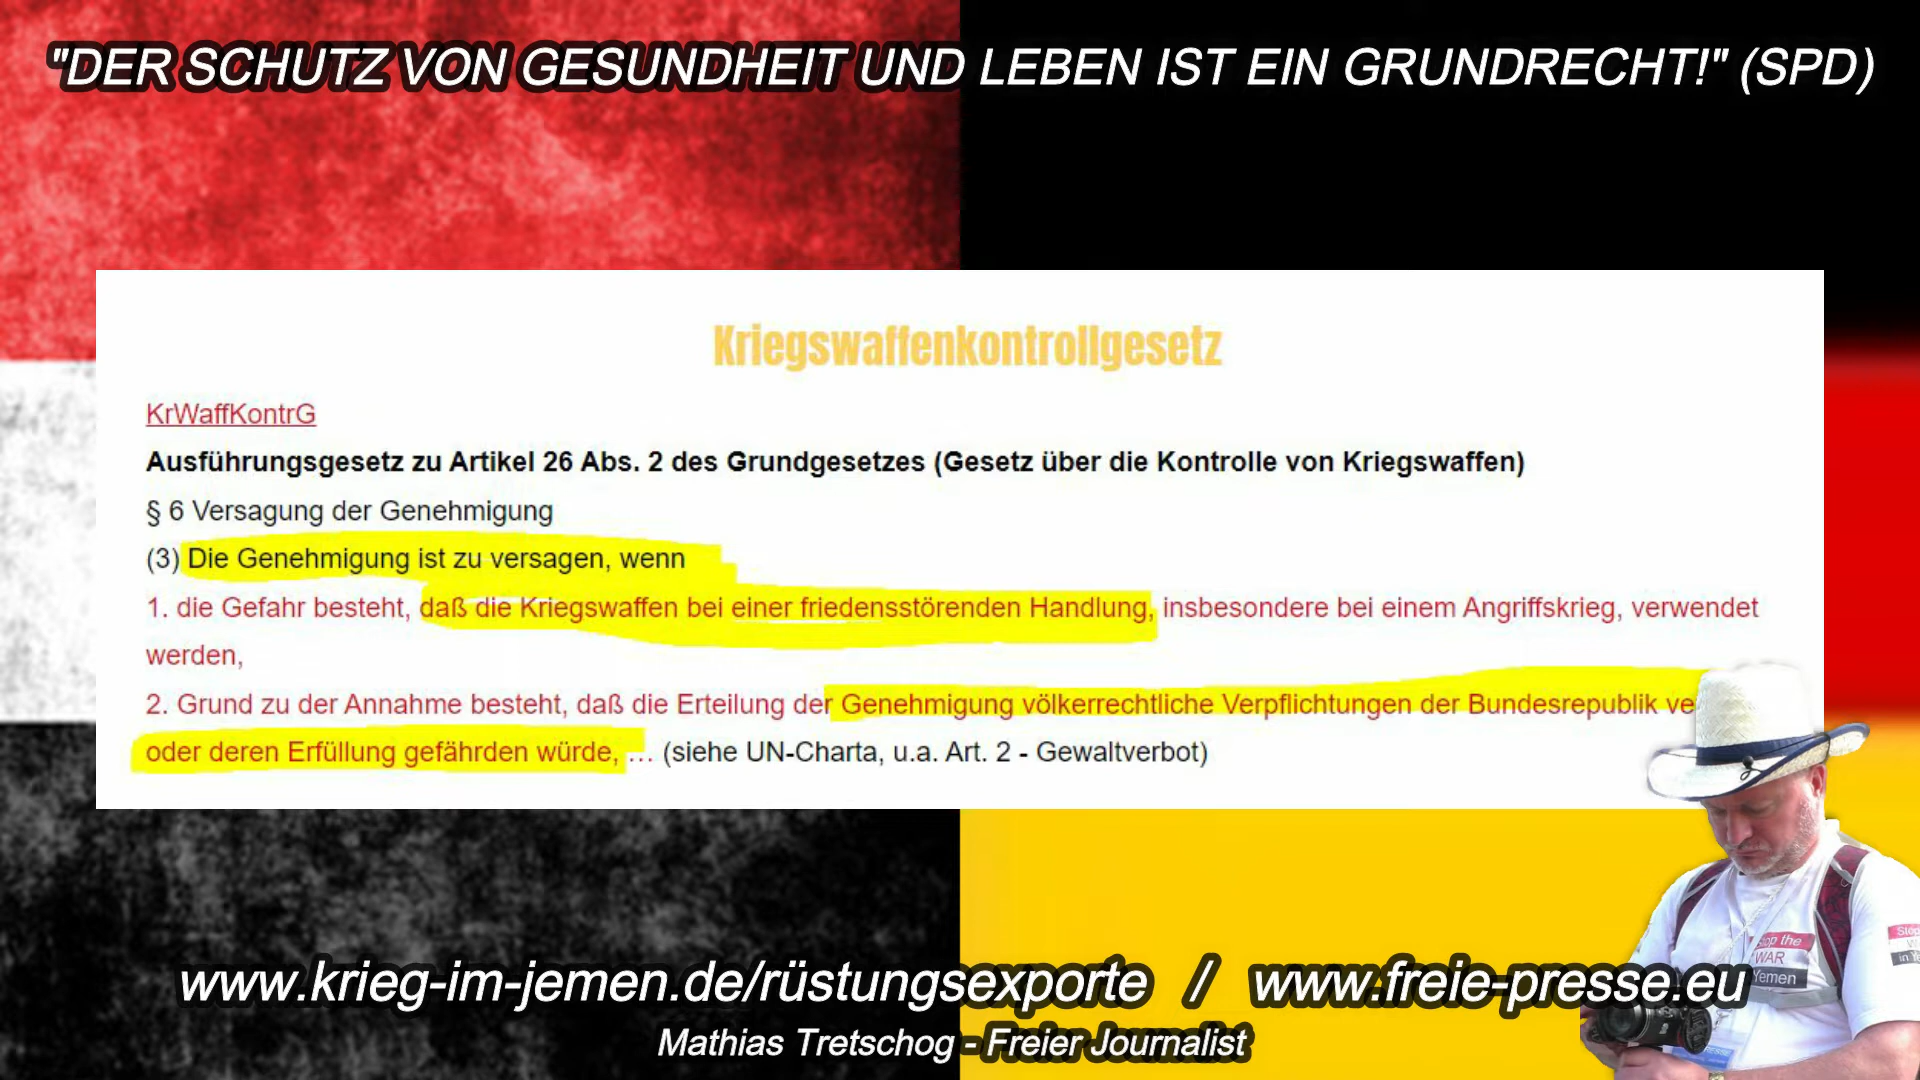 "DER SCHUTZ VON GESUNDHEIT UND LEBEN IST EIN GRUNDRECHT!" (SPD)
Kriegswaffenkontrollgesetz
KrWaffKontrG
Ausführungsgesetz zu Artikel 26 Abs. 2 des Grundgesetzes (Gesetz über die Kontrolle von Kriegswaffen)
§ 6 Versagung der Genehmigung
(3) Die Genehmigung ist zu versagen, wenn
1. die Gefahr besteht, daß die Kriegswaffen bei einer friedensstörenden Handlung, insbesondere bei einem Angriffskrieg, verwendet
werden,
2. Grund zu der Annahme besteht, daß die Erteilung der Genehmigung völkerrechtliche Verpflichtungen der Bundesrepublik ve
oder deren Erfüllung gefährden würde, … (siehe UN-Charta, u.a. Art. 2 - Gewaltverbot)
Stop the
WAR
Yemen
www.krieg-im-jemen.de/rüstungsexporte / www.freie-presse.eu
Mathias Tretschog - Freier Journalist